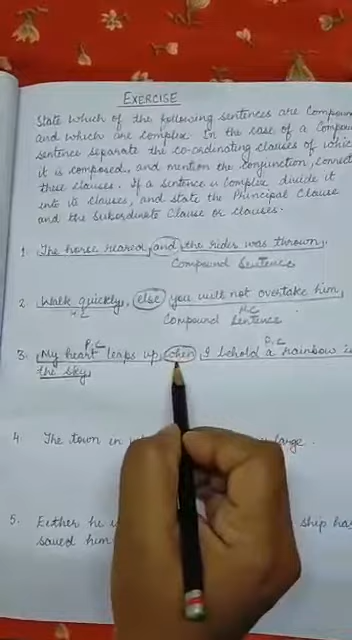 EXERCISE
State which of the following sentences are Compound
and which are complex. In the case of a Compound
sentence separate the co-ordinating clauses of which
it is composed, and mention the conjunction, connecting
these clauses. If a sentence is Complex divide it
into its clauses, and state the Principal Clause
and the Subordinate Clause or clauses.
1. The horse reared, and the rider was thrown.
Compound Sentence
2. Walk quickly, else you will not overtake him.
M.C M.C
Compound Sentence
P.C
3. My heart leaps up, when I behold a rainbow in
the sky.
4. The town in large.
5. Either he ship has
saved him